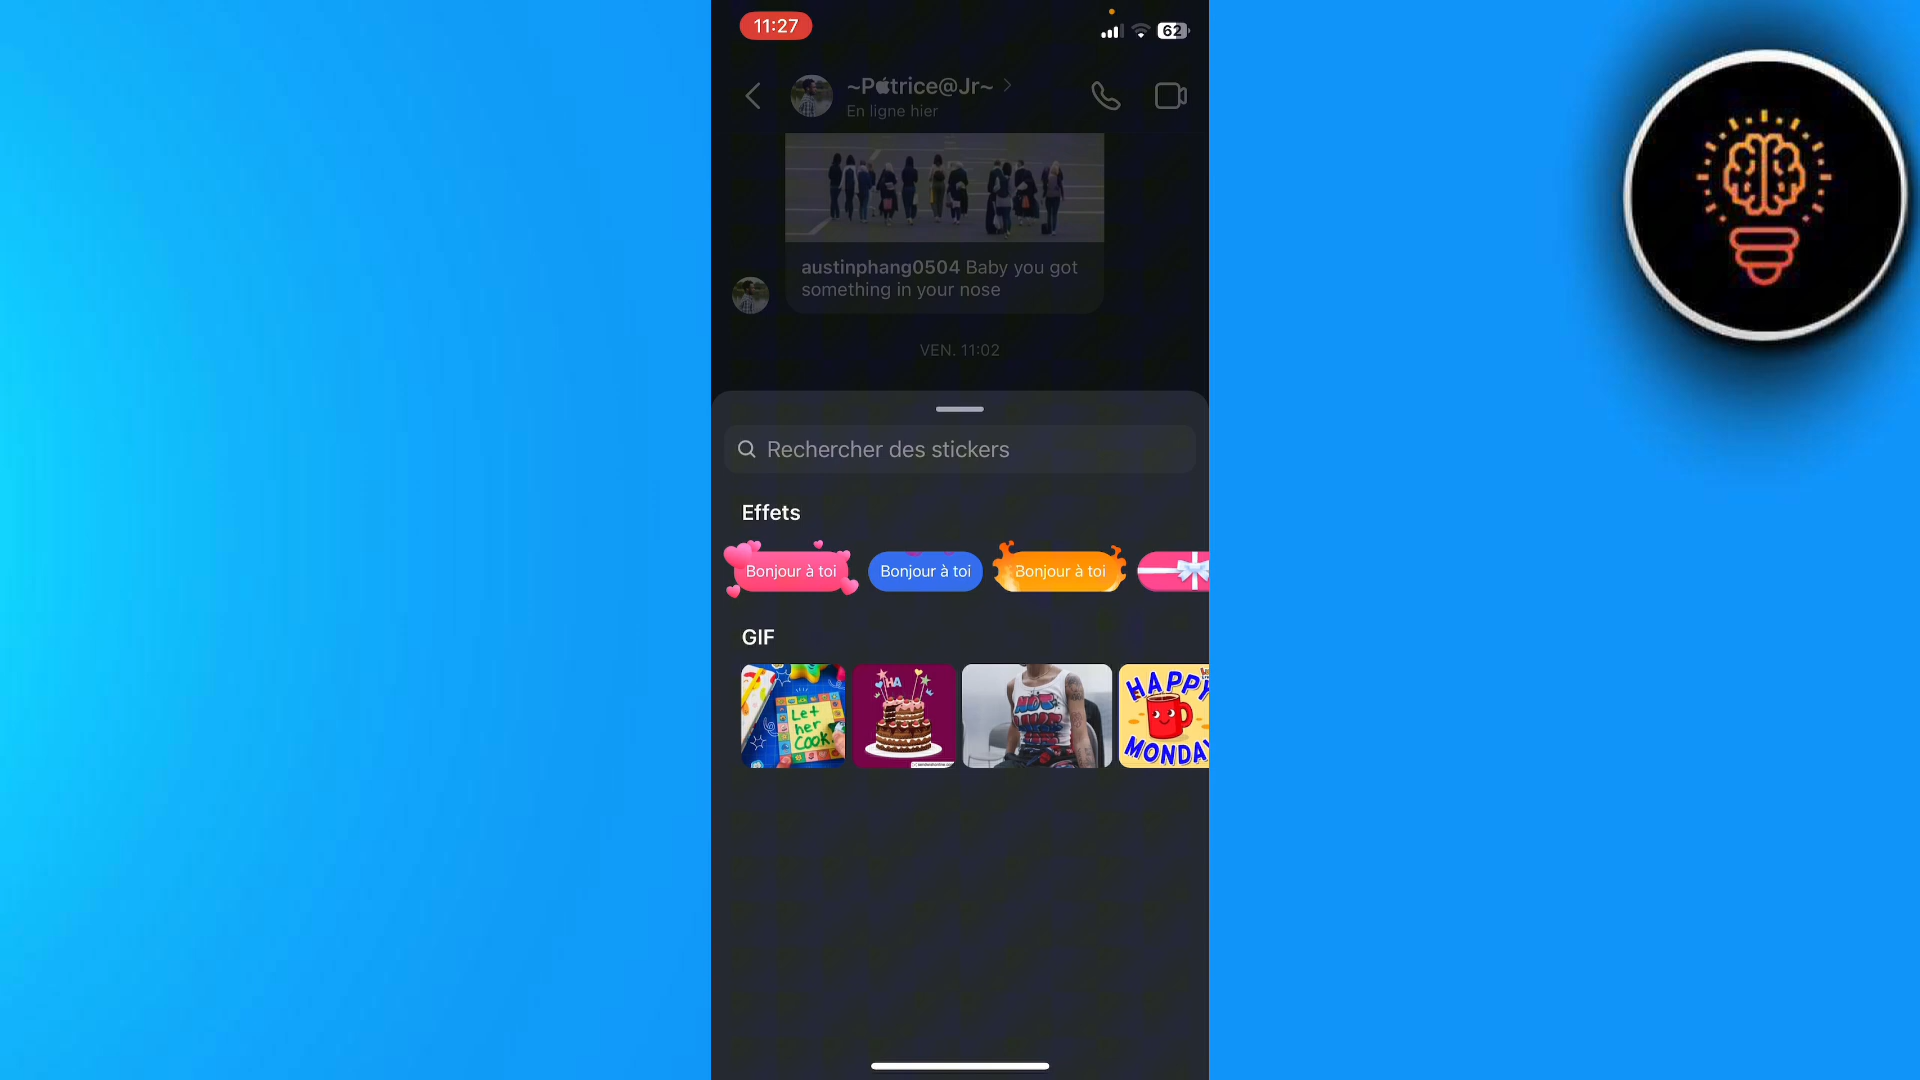 11:27
62
~Pátrice@Jr~
En ligne hier
austinphang0504 Baby you got
something in your nose
VEN. 11:02
Rechercher des stickers
Effets
Bonjour à toi
Bonjour à toi
Bonjour à toi
GIF
Let
her
Cook
HA
HAPPY
MONDAY